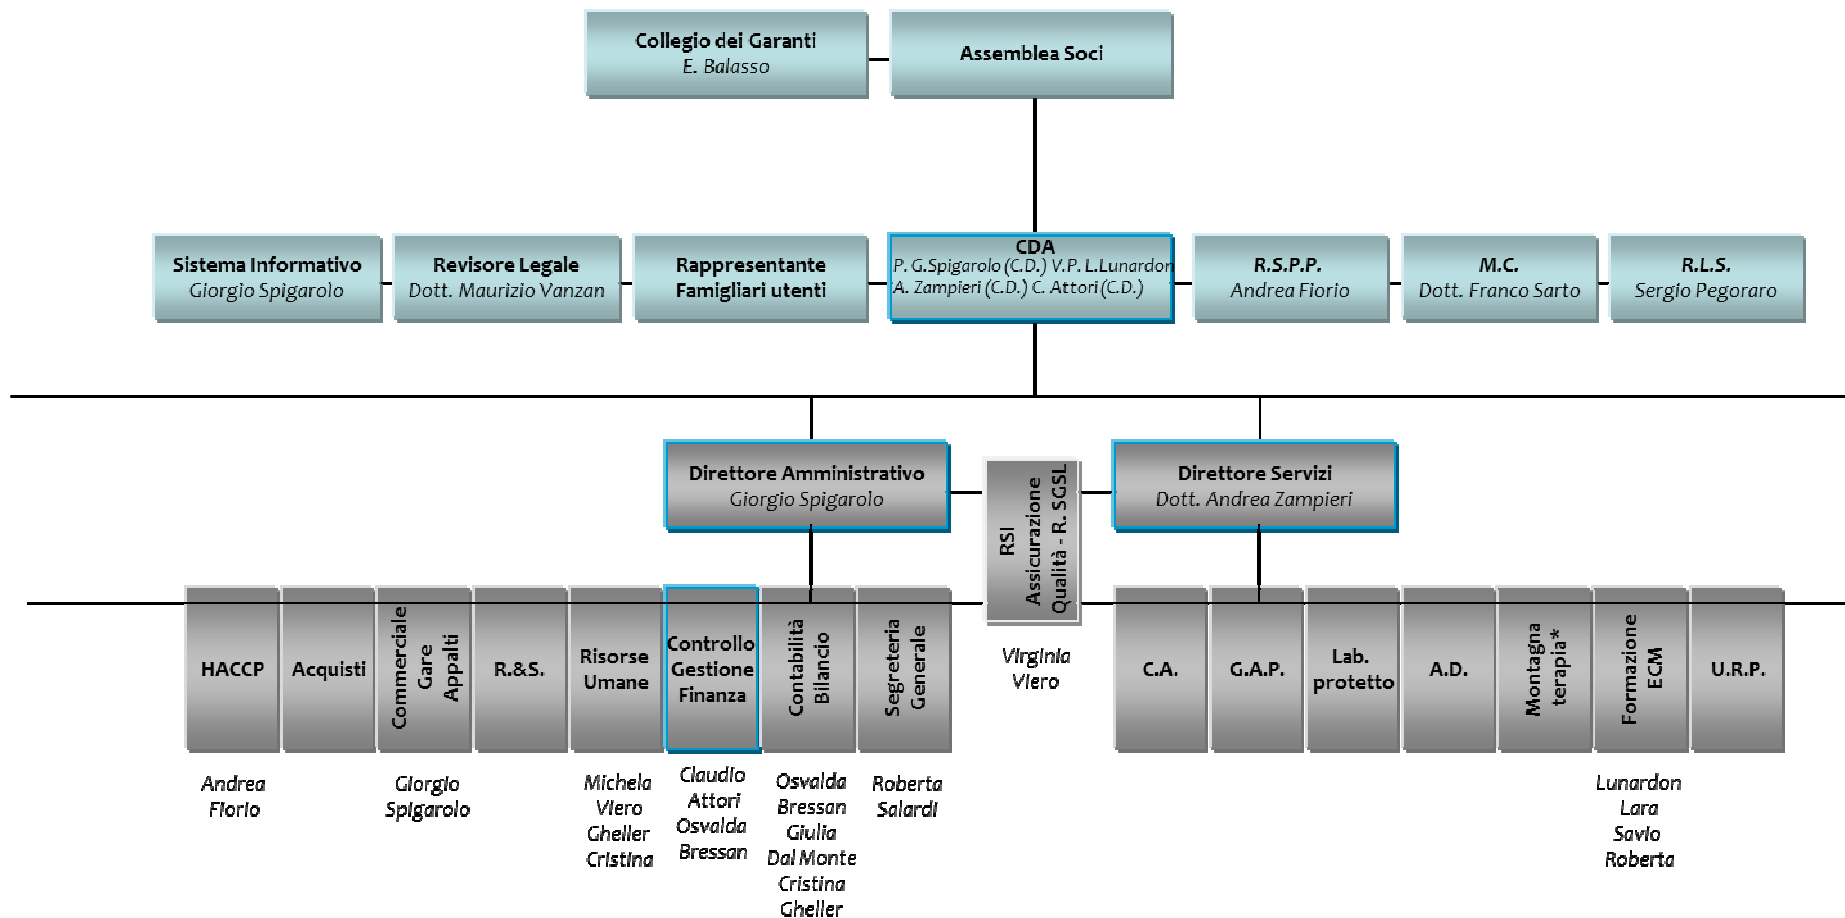 Collegio dei Garanti
E. Balasso
Assemblea Soci
Sistema Informativo
Giorgio Spigarolo
Revisore Legale
Dott. Maurizio Vanzan
Rappresentante
Famigliari utenti
CDA
P. G.Spigarolo (C.D.) V.P. L.Lunardon
A. Zampieri (C.D.) C. Attori (C.D.)
R.S.P.P.
Andrea Fiorio
M.C.
Dott. Franco Sarto
R.L.S.
Sergio Pegoraro
Direttore Amministrativo
Giorgio Spigarolo
RSI
Assicurazione
Qualità - R. SGSL
Virginia
Viero
Direttore Servizi
Dott. Andrea Zampieri
HACCP
Andrea
Fiorio
Acquisti
Commerciale
Gare
Appalti
Giorgio
Spigarolo
R.&S.
Risorse
Umane
Michela
Viero
Gheller
Cristina
Controllo
Gestione
Finanza
Claudio
Attori
Osvalda
Bressan
Contabilità
Bilancio
Osvalda
Bressan
Giulia
Dal Monte
Cristina
Gheller
Segreteria
Generale
Roberta
Salardi
C.A.
G.A.P.
Lab.
protetto
A.D.
Montagna
terapia*
Formazione
ECM
Lunardon
Lara
Savio
Roberta
U.R.P.